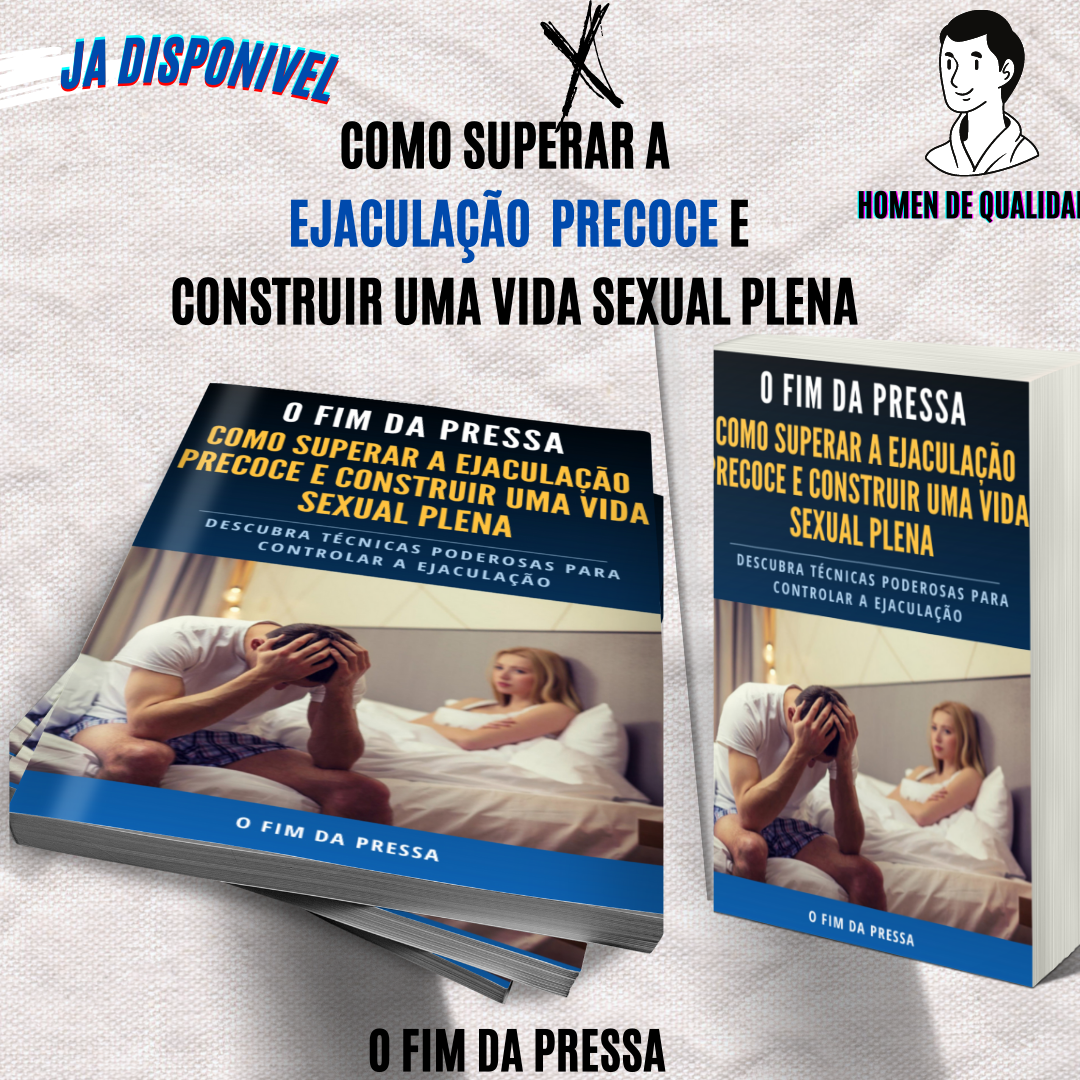 JA DISPONIVEL
COMO SUPERAR A
EJACULAÇÃO PRECOCE E
CONSTRUIR UMA VIDA SEXUAL PLENA
HOMEN DE QUALIDA
O FIM DA PRESSA
COMO SUPERAR A EJACULAÇÃO
PRECOCE E CONSTRUIR UMA VIDA
SEXUAL PLENA
DESCUBRA TÉCNICAS PODEROSAS PARA
CONTROLAR A EJACULAÇÃO
O FIM DA PRESSA
O FIM DA PRESSA
COMO SUPERAR A EJACULAÇÃO
PRECOCE E CONSTRUIR UMA VIDA
SEXUAL PLENA
DESCUBRA TÉCNICAS PODEROSAS PARA
CONTROLAR A EJACULAÇÃO
O FIM DA PRESSA
O FIM DA PRESSA